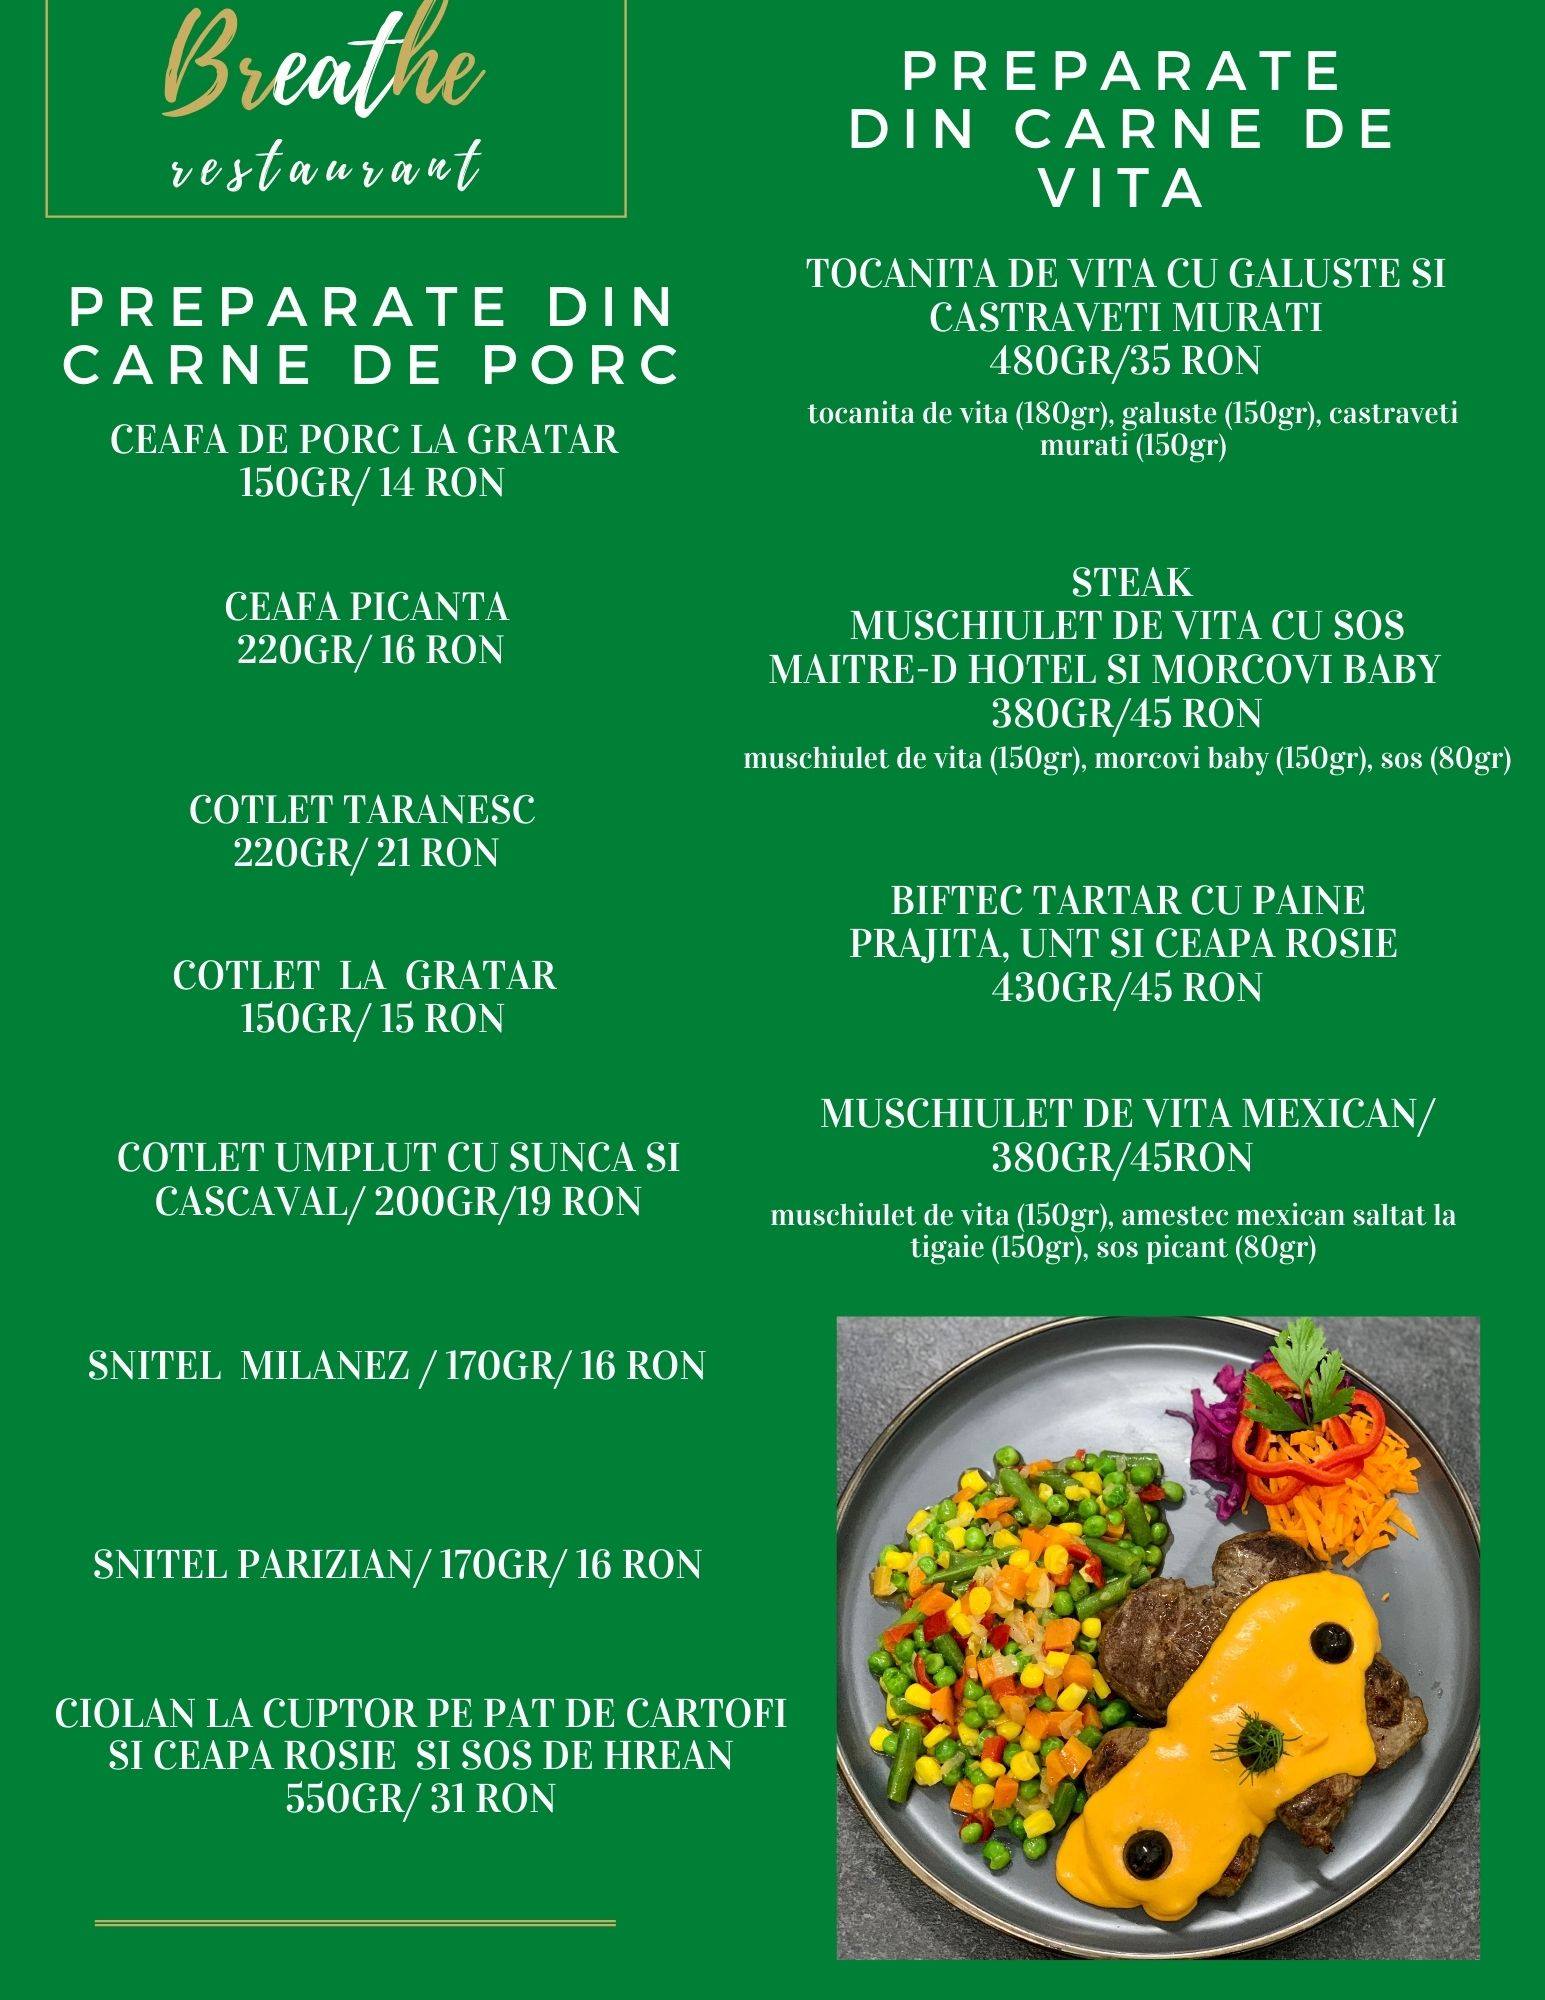 Breathe
restaurant
PREPARATE DIN
CARNE DE PORC
CEAFA DE PORC LA GRATAR
150GR/ 14 RON
CEAFA PICANTA
220GR/ 16 RON
COTLET TARANESC
220GR/ 21 RON
COTLET LA GRATAR
150GR/ 15 RON
COTLET UMPLUT CU SUNCA SI
CASCAVAL/ 200GR/19 RON
SNITEL MILANEZ / 170GR/ 16 RON
SNITEL PARIZIAN/ 170GR/ 16 RON
CIOLAN LA CUPTOR PE PAT DE CARTOFI
SI CEAPA ROSIE SI SOS DE HREAN
550GR/ 31 RON
PREPARATE
DIN CARNE DE
VITA
TOCANITA DE VITA CU GALUSTE SI
CASTRAVETI MURATI
480GR/35 RON
tocanita de vita (180gr), galuste (150gr), castraveti
murati (150gr)
STEAK
MUSCHIULET DE VITA CU SOS
MAITRE-D HOTEL SI MORCOVI BABY
380GR/45 RON
muschiulet de vita (150gr), morcovi baby (150gr), sos (80gr)
BIFTEC TARTAR CU PAINE
PRAJITA, UNT SI CEAPA ROSIE
430GR/45 RON
MUSCHIULET DE VITA MEXICAN/
380GR/45RON
muschiulet de vita (150gr), amestec mexican saltat la
tigaie (150gr), sos picant (80gr)